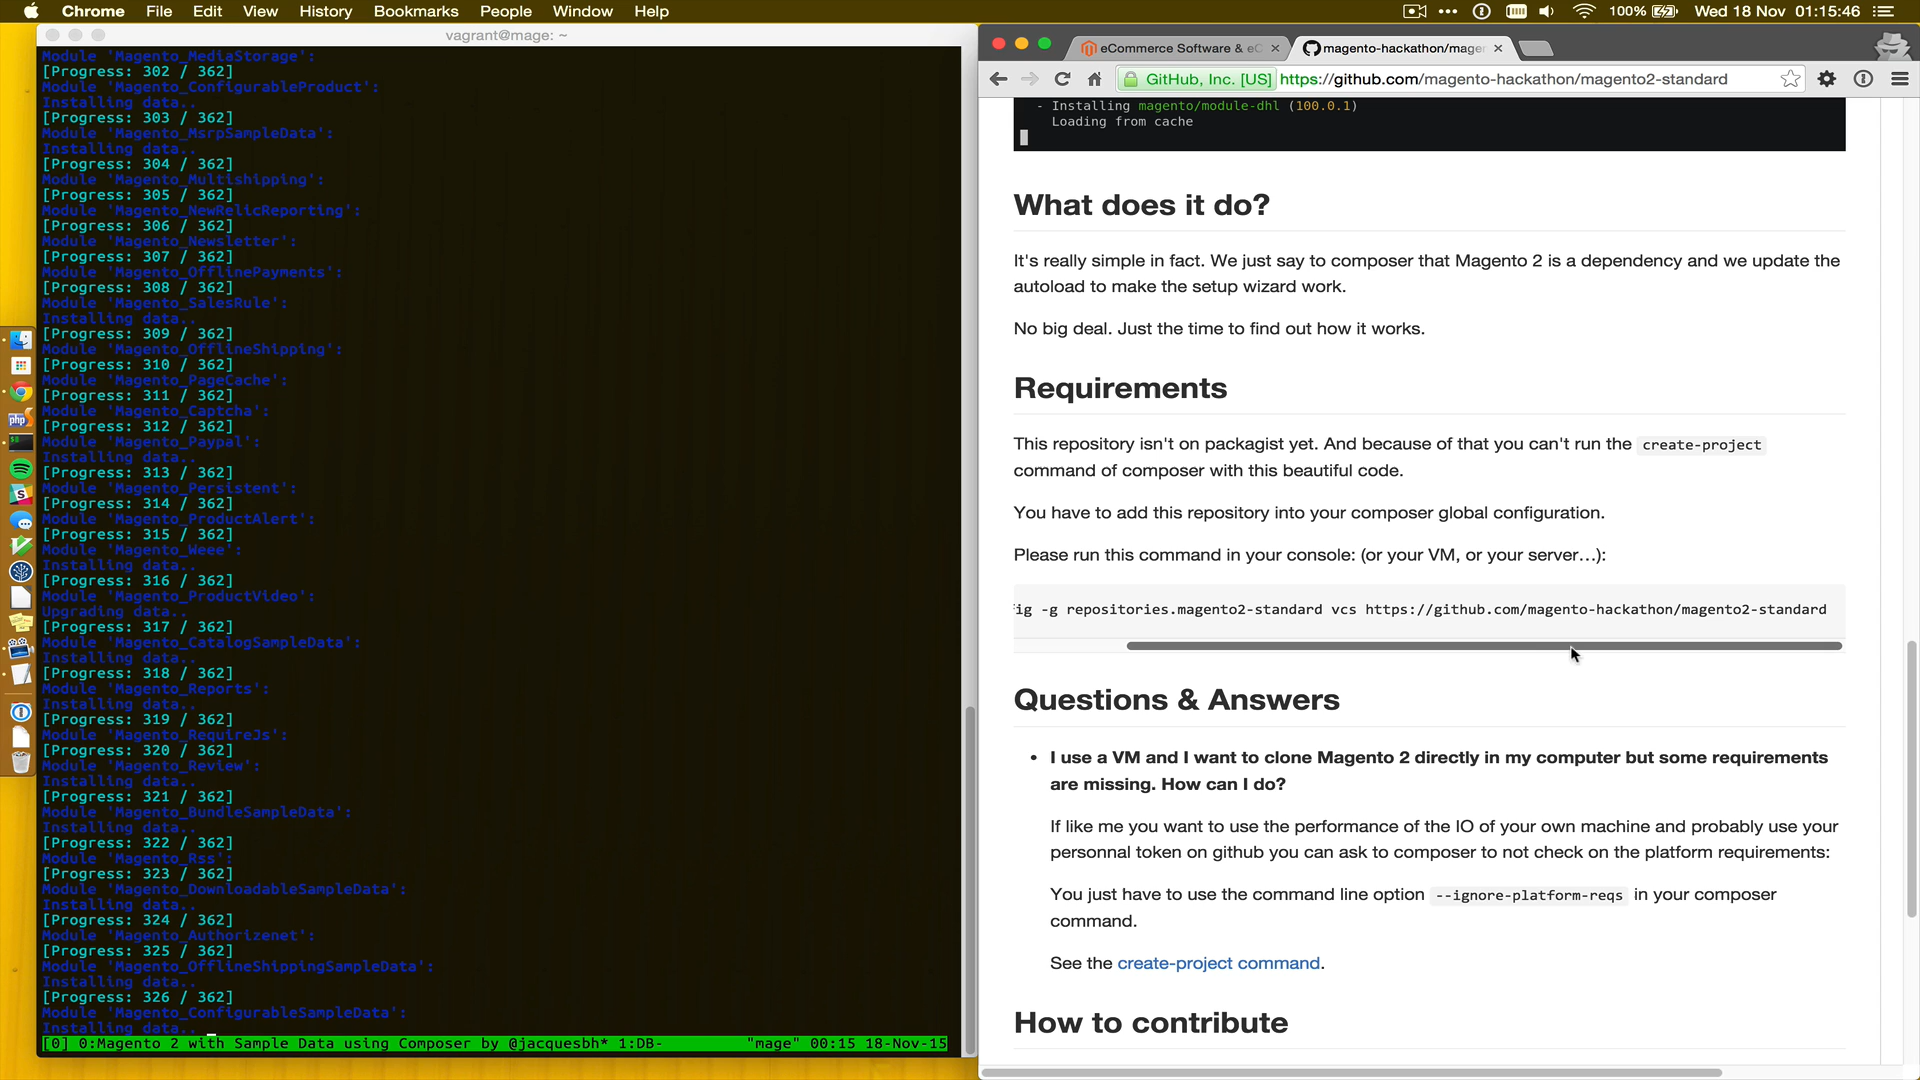 Chrome File Edit View History Bookmarks People Window Help
100% Wed 18 Nov 01:15:46
vagrant@mage: ~
Module 'Magento_MediaStorage':
[Progress: 302 / 362]
Module 'Magento_ConfigurableProduct':
Installing data..
[Progress: 303 / 362]
Module 'Magento_MsrpSampleData':
Installing data..
[Progress: 304 / 362]
Module 'Magento_Multishipping':
[Progress: 305 / 362]
Module 'Magento_NewRelicReporting':
[Progress: 306 / 362]
Module 'Magento_Newsletter':
[Progress: 307 / 362]
Module 'Magento_OfflinePayments':
[Progress: 308 / 362]
Module 'Magento_SalesRule':
Installing data..
[Progress: 309 / 362]
Module 'Magento_OfflineShipping':
[Progress: 310 / 362]
Module 'Magento_PageCache':
[Progress: 311 / 362]
Module 'Magento_Captcha':
[Progress: 312 / 362]
Module 'Magento_Paypal':
Installing data..
[Progress: 313 / 362]
Module 'Magento_Persistent':
[Progress: 314 / 362]
Module 'Magento_ProductAlert':
[Progress: 315 / 362]
Module 'Magento_Weee':
Installing data..
[Progress: 316 / 362]
Module 'Magento_ProductVideo':
Upgrading data..
[Progress: 317 / 362]
Module 'Magento_CatalogSampleData':
Installing data..
[Progress: 318 / 362]
Module 'Magento_Reports':
Installing data..
[Progress: 319 / 362]
Module 'Magento_RequireJs':
[Progress: 320 / 362]
Module 'Magento_Review':
Installing data..
[Progress: 321 / 362]
Module 'Magento_BundleSampleData':
Installing data..
[Progress: 322 / 362]
Module 'Magento_Rss':
[Progress: 323 / 362]
Module 'Magento_DownloadableSampleData':
Installing data..
[Progress: 324 / 362]
Module 'Magento_Authorizenet':
[Progress: 325 / 362]
Module 'Magento_OfflineShippingSampleData':
Installing data..
[Progress: 326 / 362]
Module 'Magento_ConfigurableSampleData':
Installing data..
[0] 0:Magento 2 with Sample Data using Composer by @jacquesbh* 1:DB- "mage" 00:15 18-Nov-15
eCommerce Software & eC
magento-hackathon/mage
GitHub, Inc. [US] https://github.com/magento-hackathon/magento2-standard
- Installing magento/module-dhl (100.0.1)
Loading from cache
What does it do?
It's really simple in fact. We just say to composer that Magento 2 is a dependency and we update the
autoload to make the setup wizard work.
No big deal. Just the time to find out how it works.
Requirements
This repository isn't on packagist yet. And because of that you can't run the create-project
command of composer with this beautiful code.
You have to add this repository into your composer global configuration.
Please run this command in your console: (or your VM, or your server…):
fig -g repositories.magento2-standard vcs https://github.com/magento-hackathon/magento2-standard
Questions & Answers
• I use a VM and I want to clone Magento 2 directly in my computer but some requirements
are missing. How can I do?
If like me you want to use the performance of the IO of your own machine and probably use your
personnal token on github you can ask to composer to not check on the platform requirements:
You just have to use the command line option --ignore-platform-reqs in your composer
command.
See the create-project command.
How to contribute